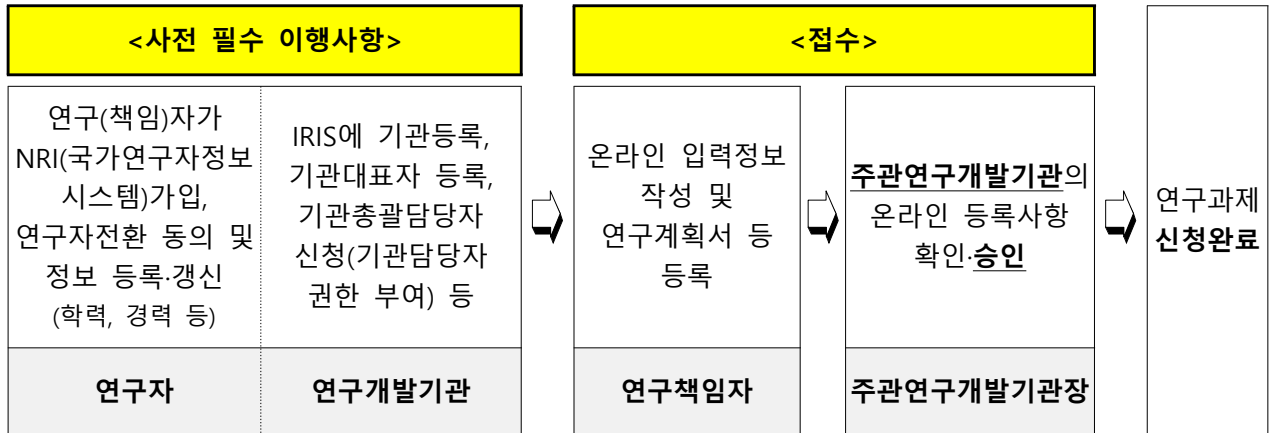 <사전 필수 이행사항>
<접수>
연구(책임)자가
NRI(국가연구자정보
시스템)가입,
연구자전환 동의 및
정보 등록·갱신
(학력, 경력 등)
IRIS에 기관등록,
기관대표자 등록,
기관총괄담당자
신청(기관담당자
권한 부여) 등
온라인 입력정보
작성 및
연구계획서 등
등록
주관연구개발기관의
온라인 등록사항
확인·승인
연구과제
신청완료
연구자
연구개발기관
연구책임자
주관연구개발기관장